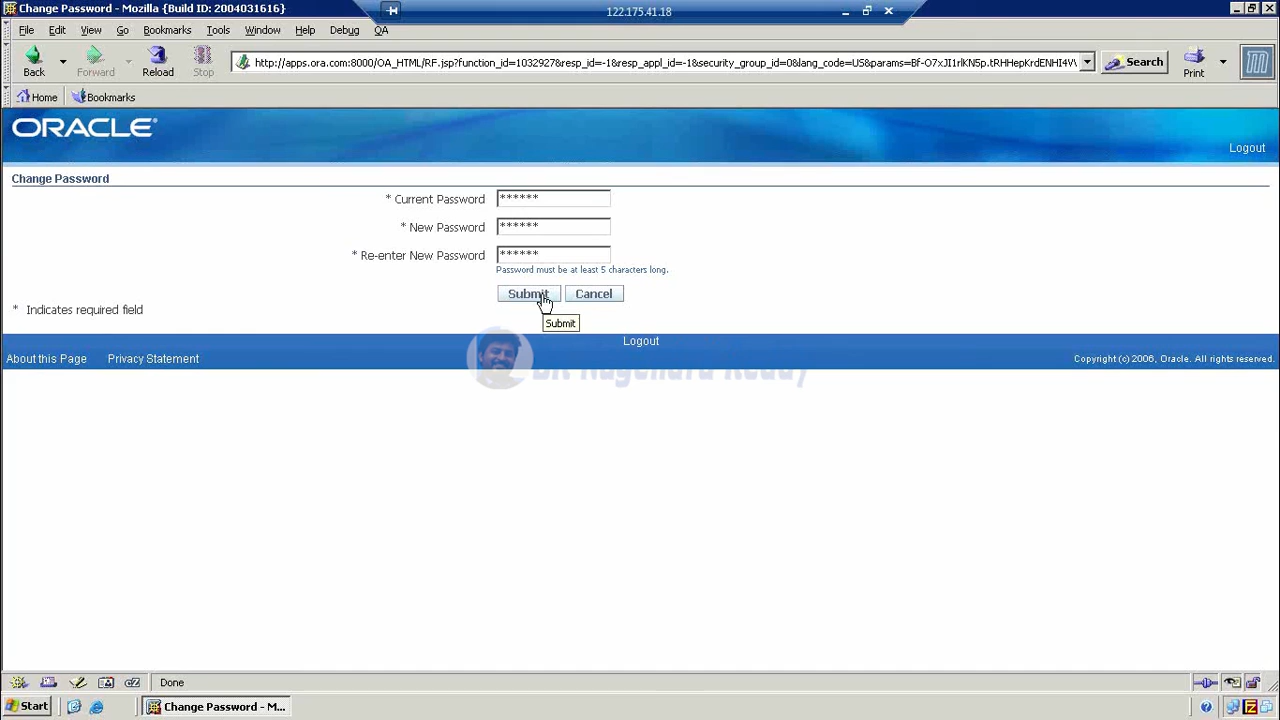 Change Password - Mozilla {Build ID: 2004031616}
122.175.41.18
File Edit View Go Bookmarks Tools Window Help Debug QA
Back Forward Reload Stop
http://apps.ora.com:8000/OA_HTML/RF.jsp?function_id=1032924&resp_id=-1&resp_appl_id=-1&security_group_id=0&lang_code=US&params=
Search
Print
Home Bookmarks
ORACLE
Logout
Change Password
* Current Password ******
* New Password ******
* Re-enter New Password ******
Password must be at least 5 characters long.
Submit Cancel
* Indicates required field
Submit
Logout
About this Page Privacy Statement
Copyright (c) 2006, Oracle. All rights reserved.
Nagendra Reddy
Done
Start
Change Password - M...